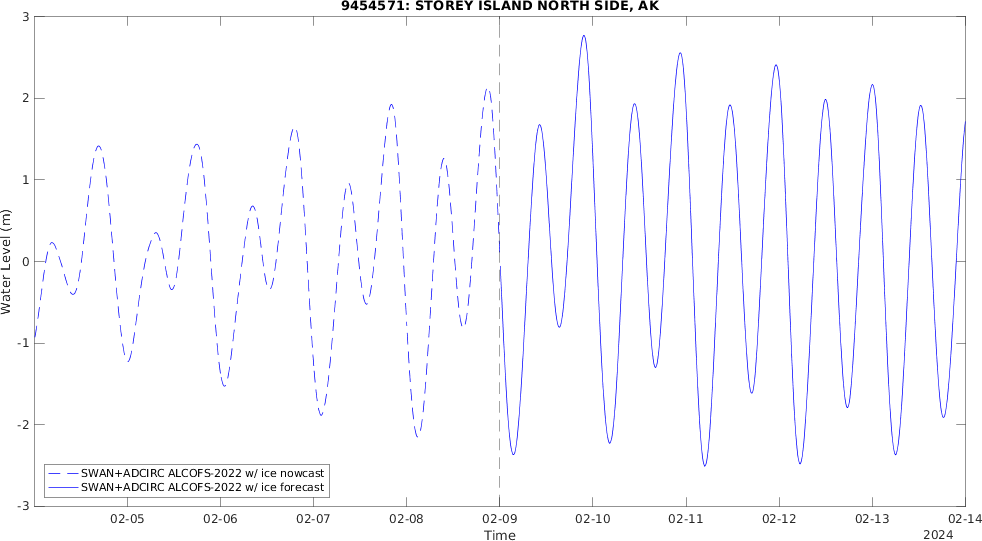 9454571: STOREY ISLAND NORTH SIDE, AK
3
2
1
0
-1
-2
-3
Water Level (m)
SWAN+ADCIRC ALCOFS-2022 w/ ice nowcast
SWAN+ADCIRC ALCOFS-2022 w/ ice forecast
02-05 02-06 02-07 02-08 02-09 02-10 02-11 02-12 02-13 02-14
Time
2024